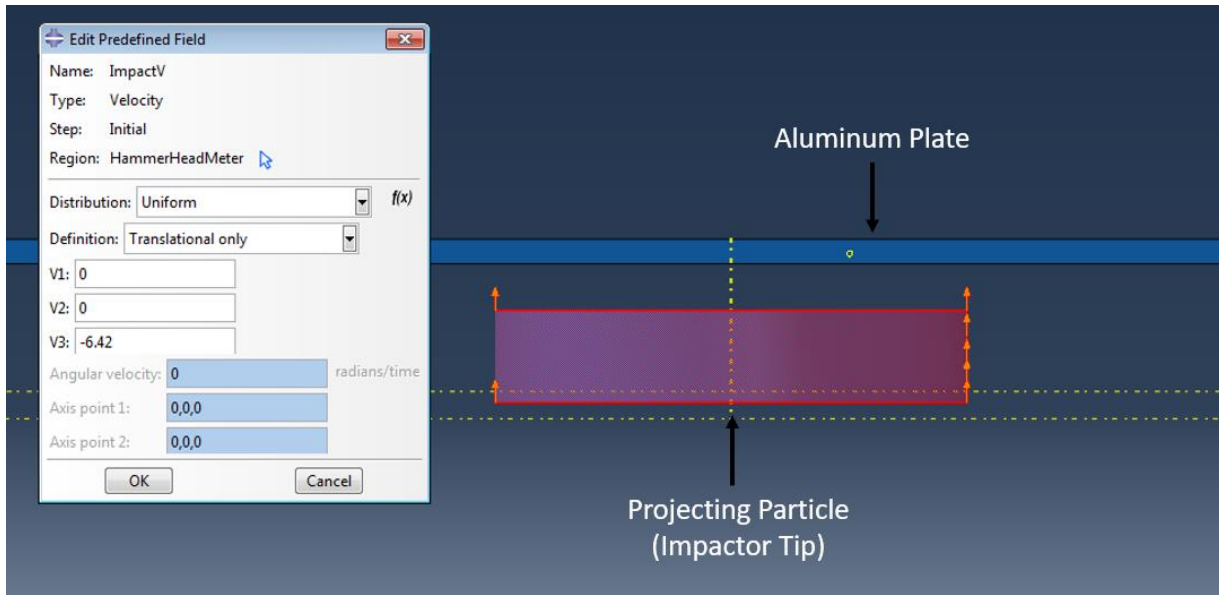 Edit Predefined Field
Name: ImpactV
Type: Velocity
Step: Initial
Region: HammerHeadMeter
Distribution: Uniform f(x)
Definition: Translational only
V1: 0
V2: 0
V3: -6.42
Angular velocity: 0 radians/time
Axis point 1: 0,0,0
Axis point 2: 0,0,0
OK Cancel
Aluminum Plate
Projecting Particle
(Impactor Tip)